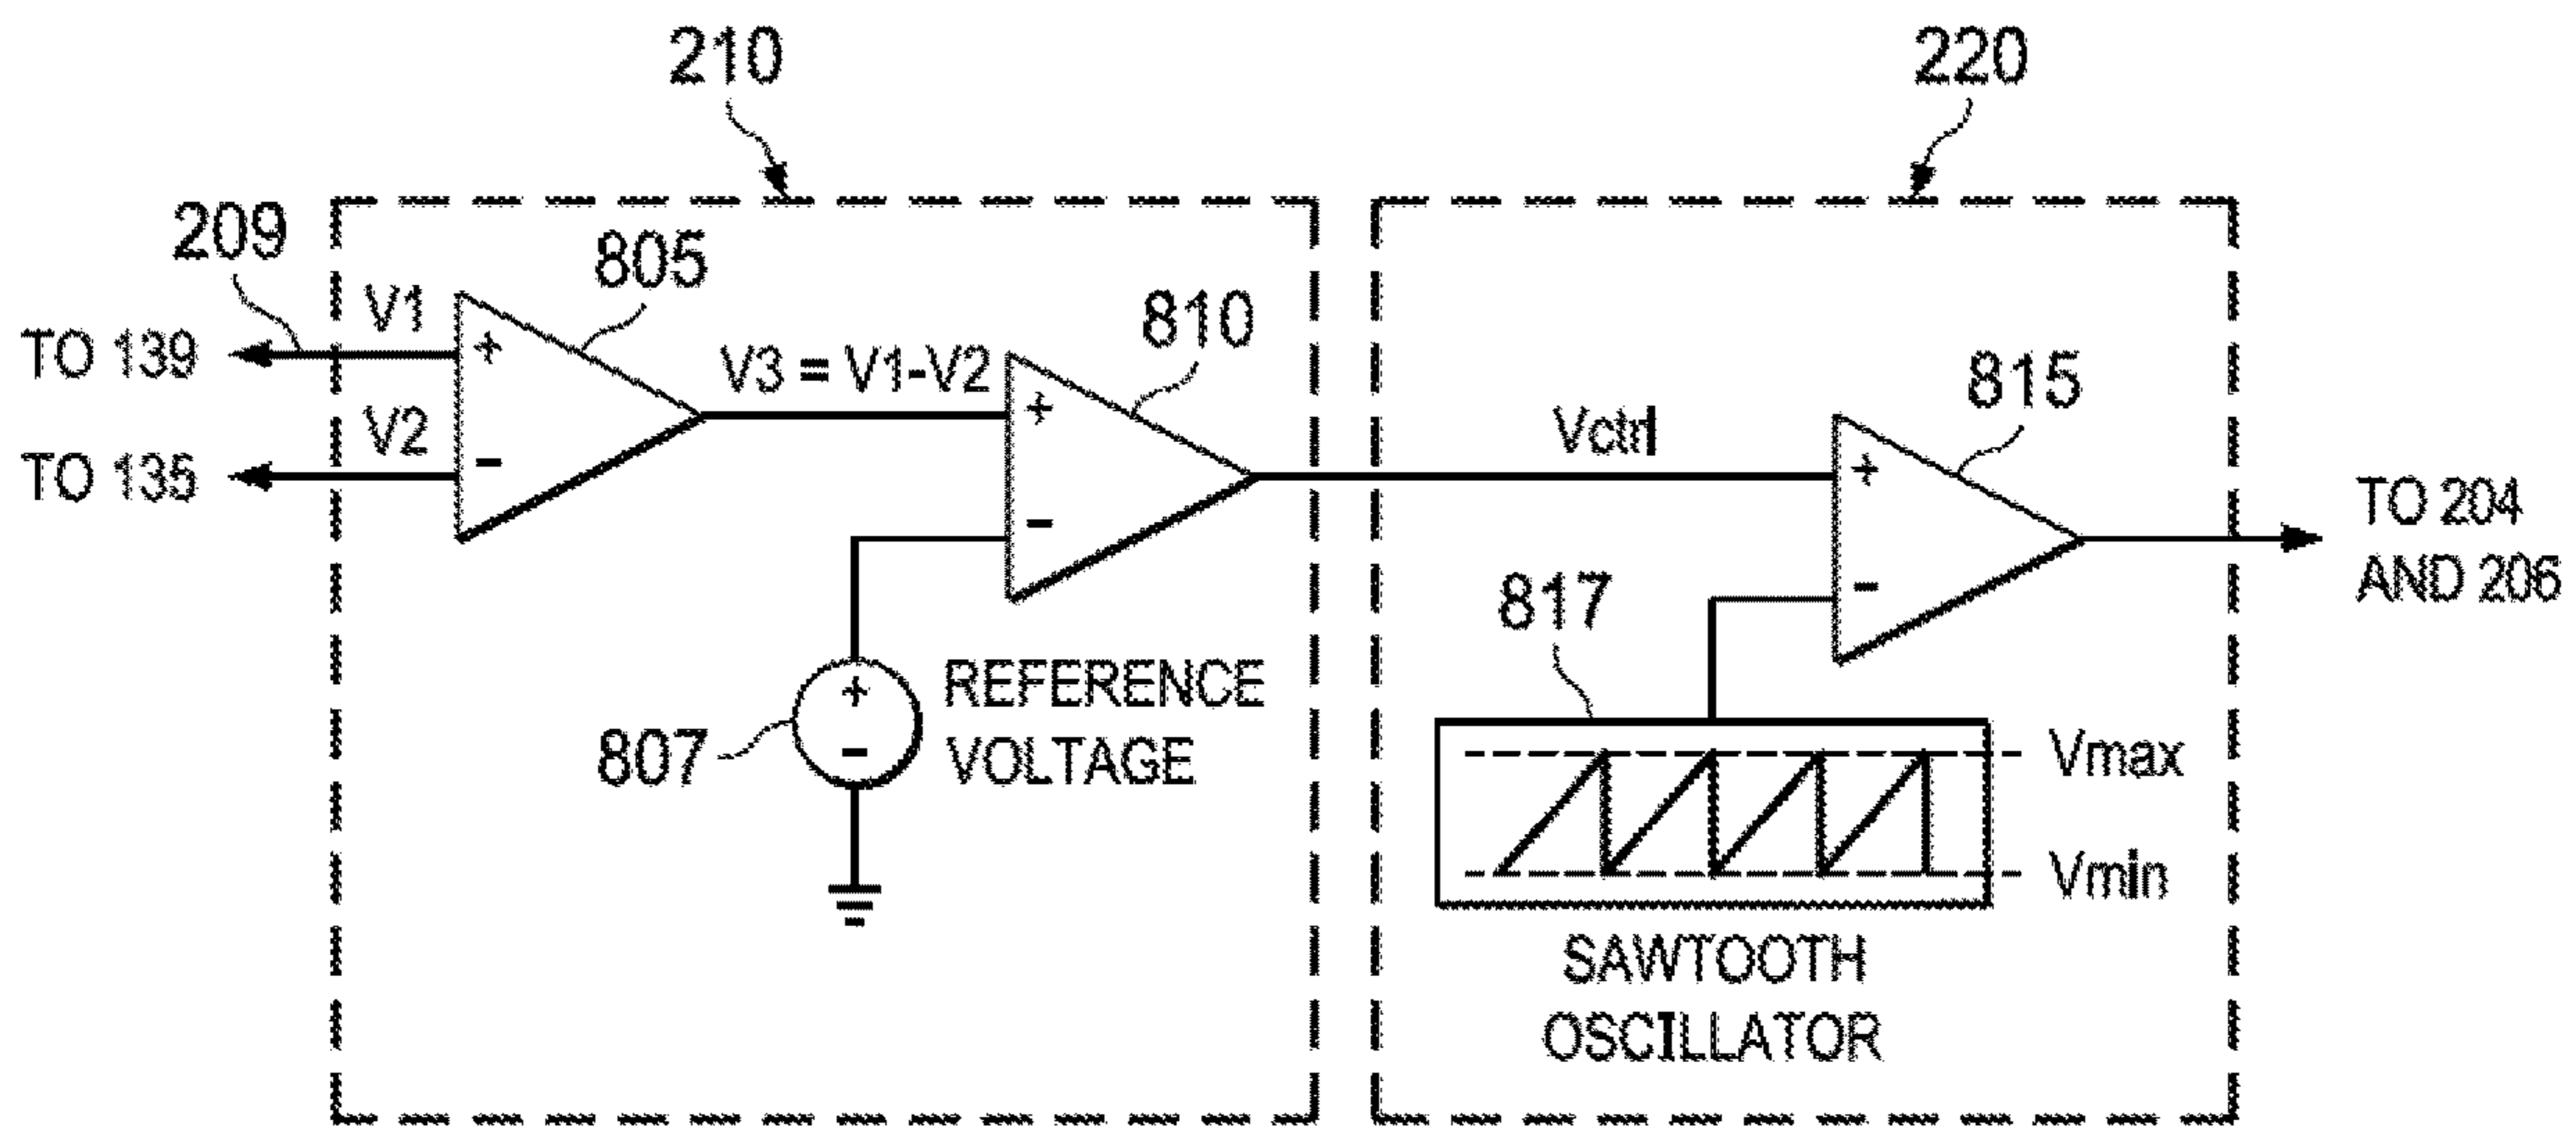 210
220
209
805
V1
TO 139
V2
TO 135
V3 = V1-V2
810
Vctrl
815
+
-
+
-
+
-
TO 204
AND 206
817
807
+
-
REFERENCE
VOLTAGE
Vmax
Vmin
SAWTOOTH
OSCILLATOR